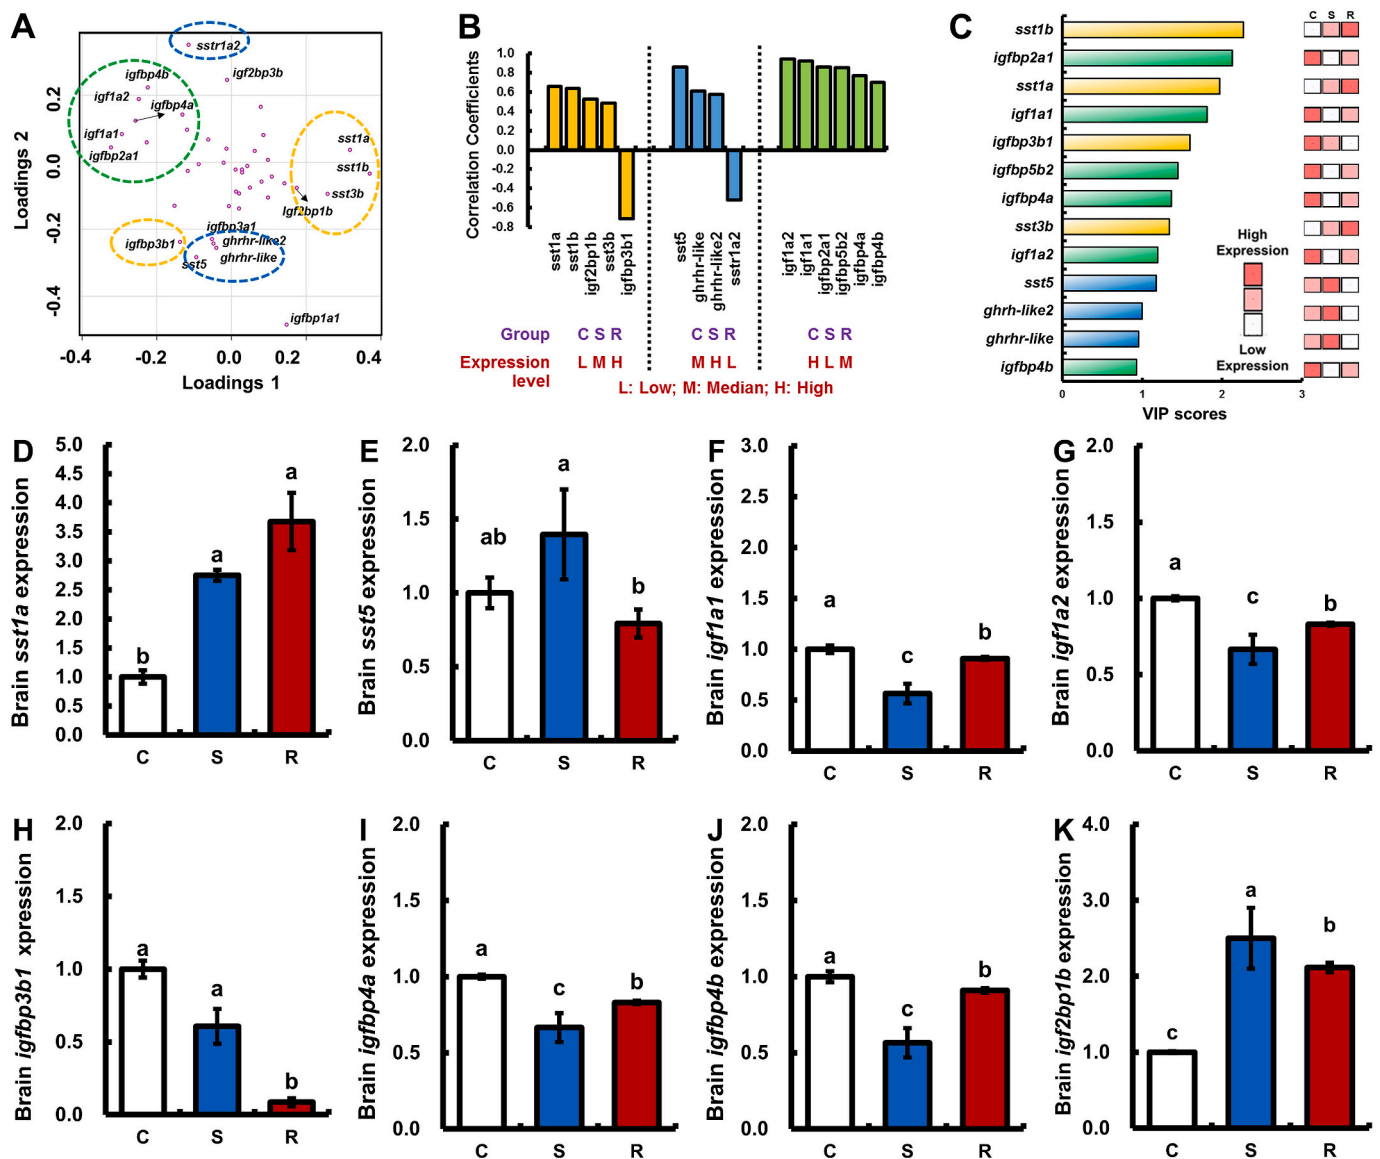 A
Loadings 2
0.2
0.0
-0.2
-0.4
-0.4
-0.2
0.0
0.2
0.4
Loadings 1
sstr1a2
igf2bp3b
igfbp4b
igf1a2
igfbp4a
igf1a1
igfbp2a1
sst1a
sst1b
sst3b
Igf2bp1b
igfbp3a1
igfbp3b1
ghrhr-like2
ghrhr-like
sst5
igfbp1a1
B
Correlation Coefficients
1.0
0.8
0.6
0.4
0.2
0.0
-0.2
-0.4
-0.6
-0.8
sst1a
sst1b
igf2bp1b
sst3b
igfbp3b1
sst5
ghrhr-like
ghrhr-like2
sstr1a2
igf1a2
igf1a1
igfbp2a1
igfbp5b2
igfbp4a
igfbp4b
Group C S R C S R C S R
Expression level L M H M H L H L M
L: Low; M: Median; H: High
C
C S R
sst1b
igfbp2a1
sst1a
igf1a1
igfbp3b1
igfbp5b2
igfbp4a
sst3b
igf1a2
sst5
ghrh-like2
ghrhr-like
igfbp4b
High
Expression
Low
Expression
0 1 2 3
VIP scores
D
Brain sst1a expression
5.0
4.5
4.0
3.5
3.0
2.5
2.0
1.5
1.0
0.5
0.0
b
a
a
C S R
E
Brain sst5 expression
2.0
1.5
1.0
0.5
0.0
ab
a
b
C S R
F
Brain igf1a1 expression
3.0
2.5
2.0
1.5
1.0
0.5
0.0
a
c
b
C S R
G
Brain igf1a2 expression
2.0
1.5
1.0
0.5
0.0
a
c
b
C S R
H
Brain igfbp3b1 xpression
2.0
1.5
1.0
0.5
0.0
a
a
b
C S R
I
Brain igfbp4a expression
2.0
1.5
1.0
0.5
0.0
a
c
b
C S R
J
Brain igfbp4b expression
2.0
1.5
1.0
0.5
0.0
a
c
b
C S R
K
Brain igf2bp1b expression
4.0
3.0
2.0
1.0
0.0
c
a
b
C S R